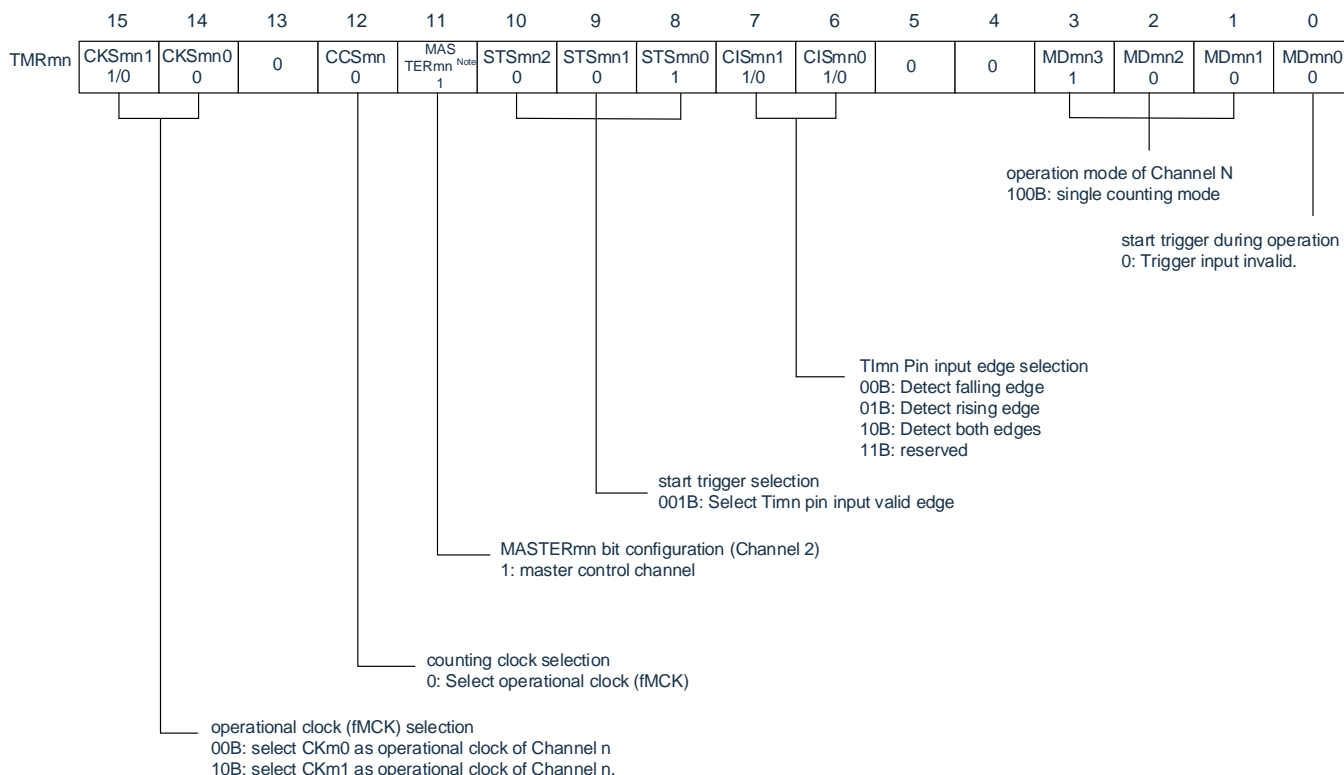 15 14 13 12 11 10 9 8 7 6 5 4 3 2 1 0
TMRmn CKSmn1 CKSmn0 0 CCSmn MAS STSmn2 STSmn1 STSmn0 CISmn1 CISmn0 0 0 MDmn3 MDmn2 MDmn1 MDmn0
TERmn Note
1/0 0 0 1 0 0 1 1/0 1/0 1 0 0 0
operation mode of Channel N
100B: single counting mode
start trigger during operation
0: Trigger input invalid.
TImn Pin input edge selection
00B: Detect falling edge
01B: Detect rising edge
10B: Detect both edges
11B: reserved
start trigger selection
001B: Select Timn pin input valid edge
MASTERmn bit configuration (Channel 2)
1: master control channel
counting clock selection
0: Select operational clock (fMCK)
operational clock (fMCK) selection
00B: select CKm0 as operational clock of Channel n
10B: select CKm1 as operational clock of Channel n.